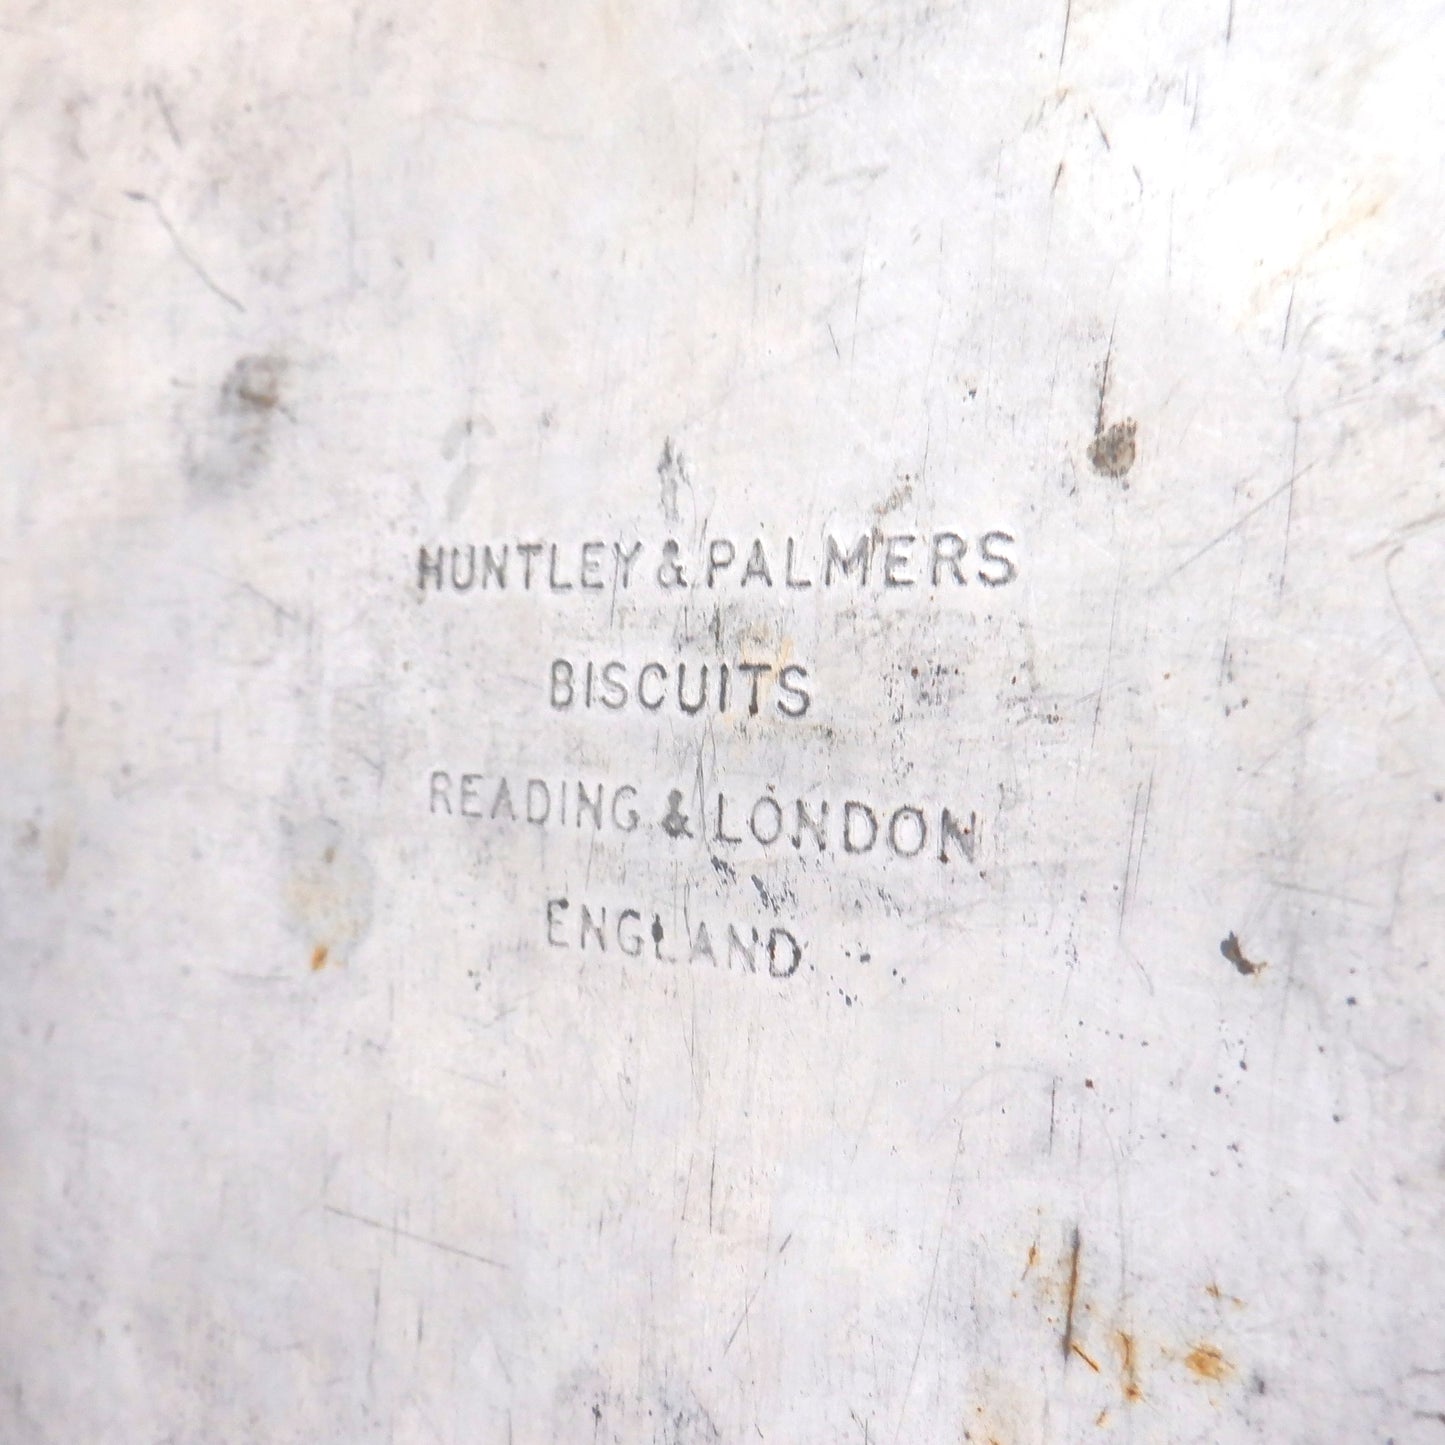 HUNTLEY & PALMERS
BISCUITS
READING & LONDON
ENGLAND